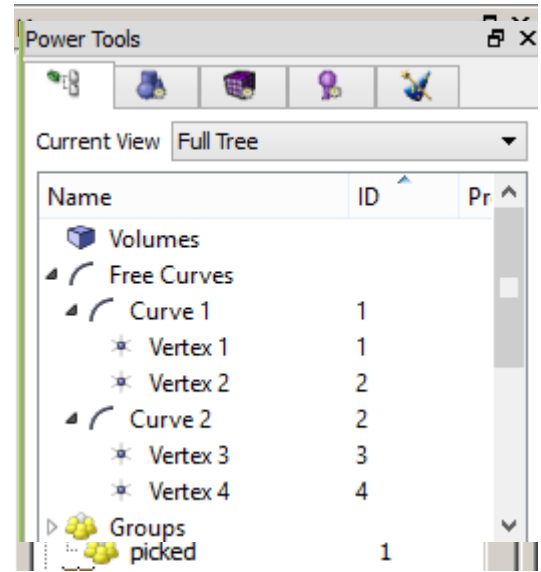 Power Tools
Current View Full Tree
Name ID Pr
Volumes
Free Curves
Curve 1 1
Vertex 1 1
Vertex 2 2
Curve 2 2
Vertex 3 3
Vertex 4 4
Groups
picked 1